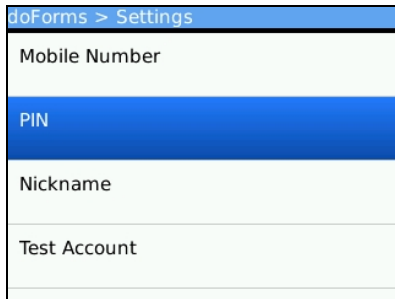 doForms > Settings
Mobile Number
PIN
Nickname
Test Account